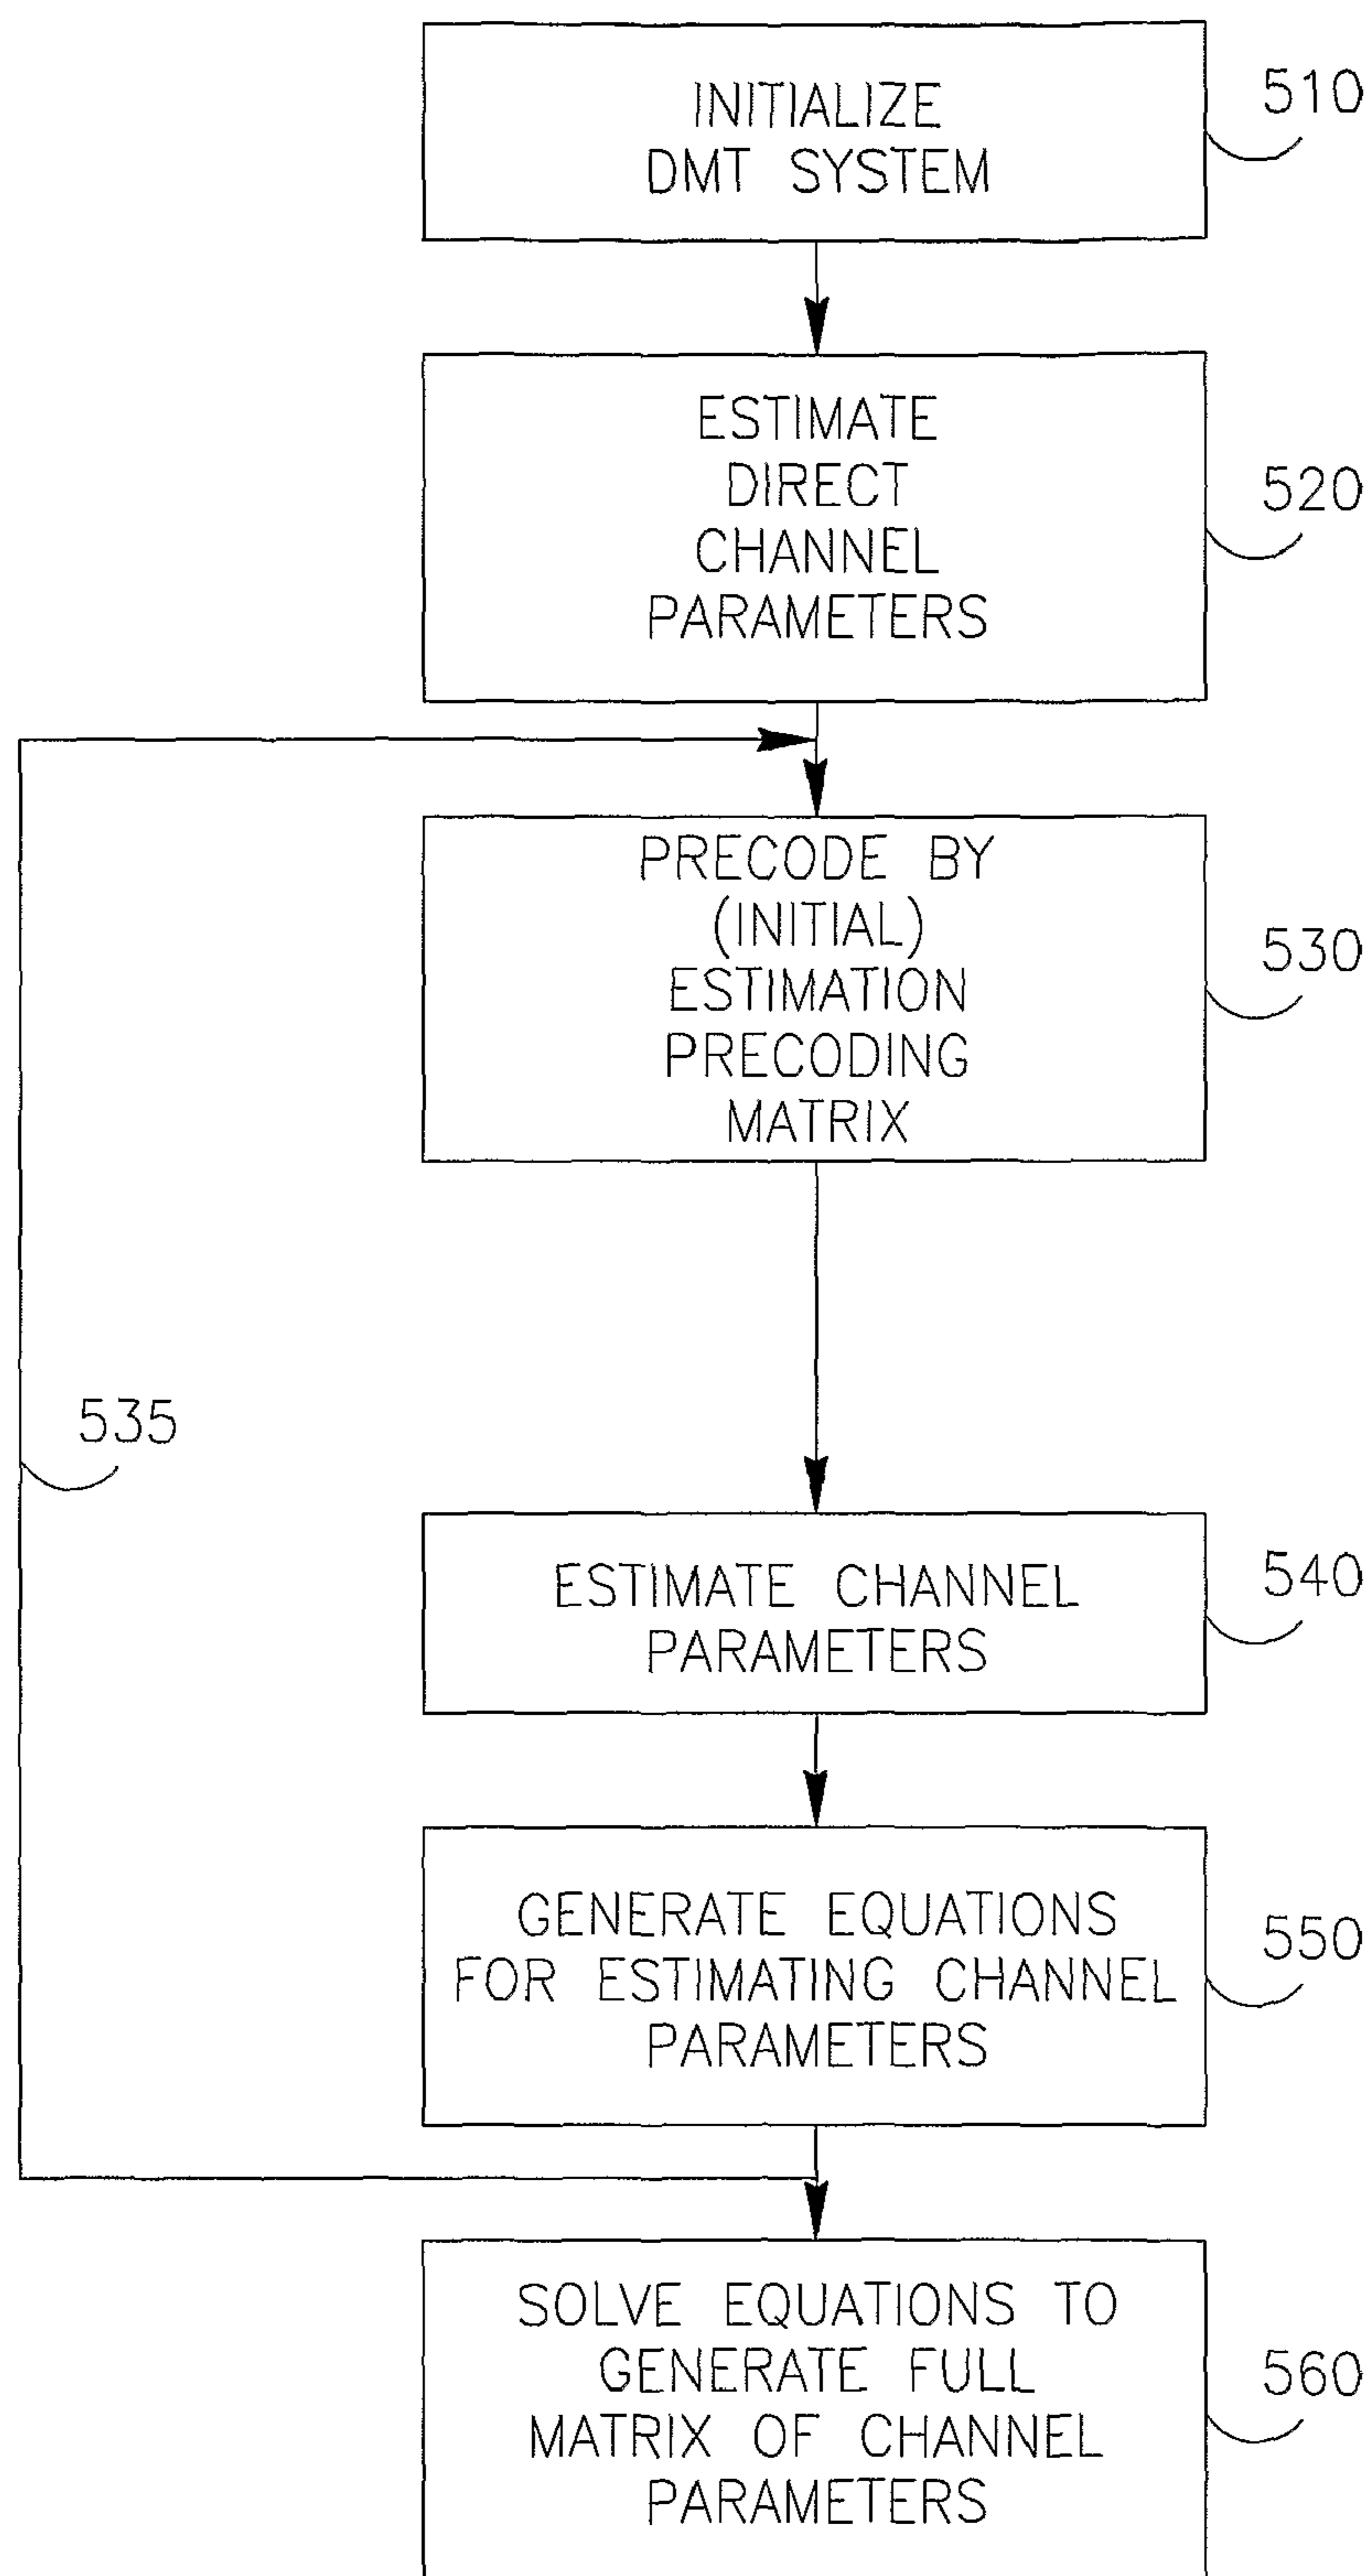 INITIALIZE
DMT SYSTEM
510
ESTIMATE
DIRECT
CHANNEL
PARAMETERS
520
PRECODE BY
(INITIAL)
ESTIMATION
PRECODING
MATRIX
530
535
ESTIMATE CHANNEL
PARAMETERS
540
GENERATE EQUATIONS
FOR ESTIMATING CHANNEL
PARAMETERS
550
SOLVE EQUATIONS TO
GENERATE FULL
MATRIX OF CHANNEL
PARAMETERS
560